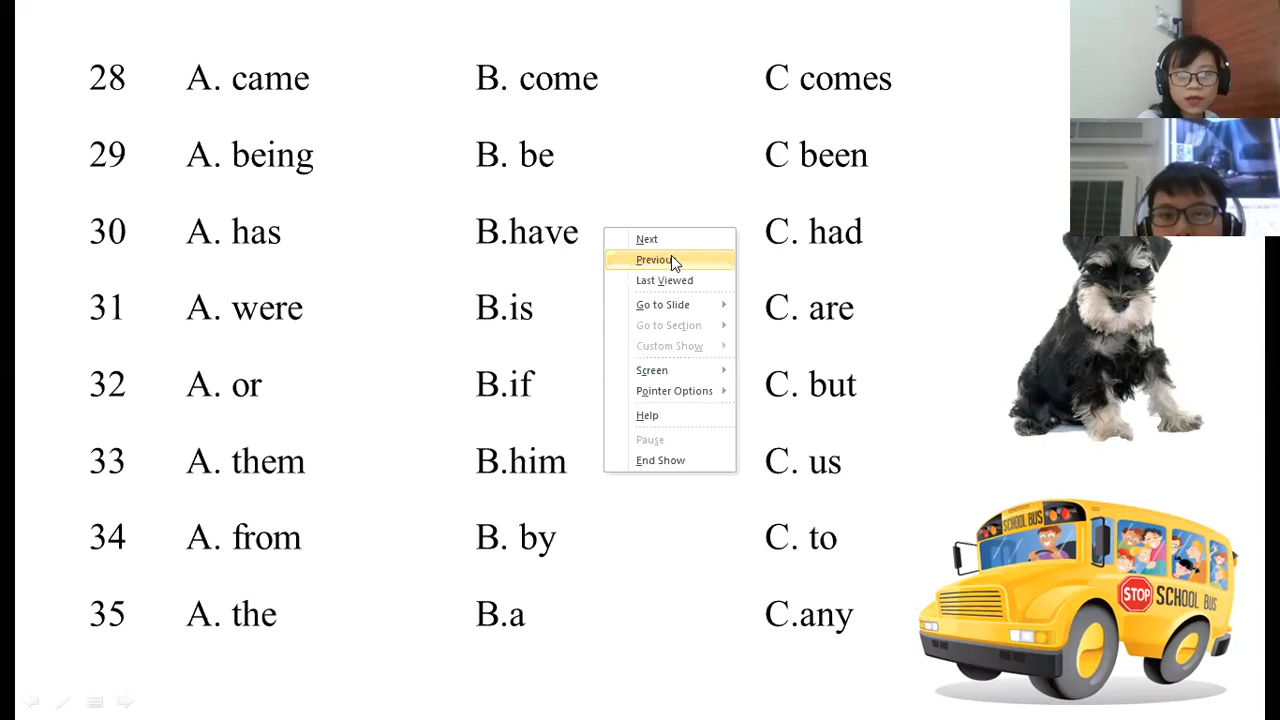 28 A. came B. come C comes
29 A. being B. be C been
30 A. has B.have C. had
31 A. were B.is C. are
32 A. or B.if C. but
33 A. them B.him C. us
34 A. from B. by C. to
35 A. the B.a C.any
Next
Previou
Last Viewed
Go to Slide
Go to Section
Custom Show
Screen
Pointer Options
Help
Pause
End Show
SCHOOL BUS
STOP SCHOOL BUS